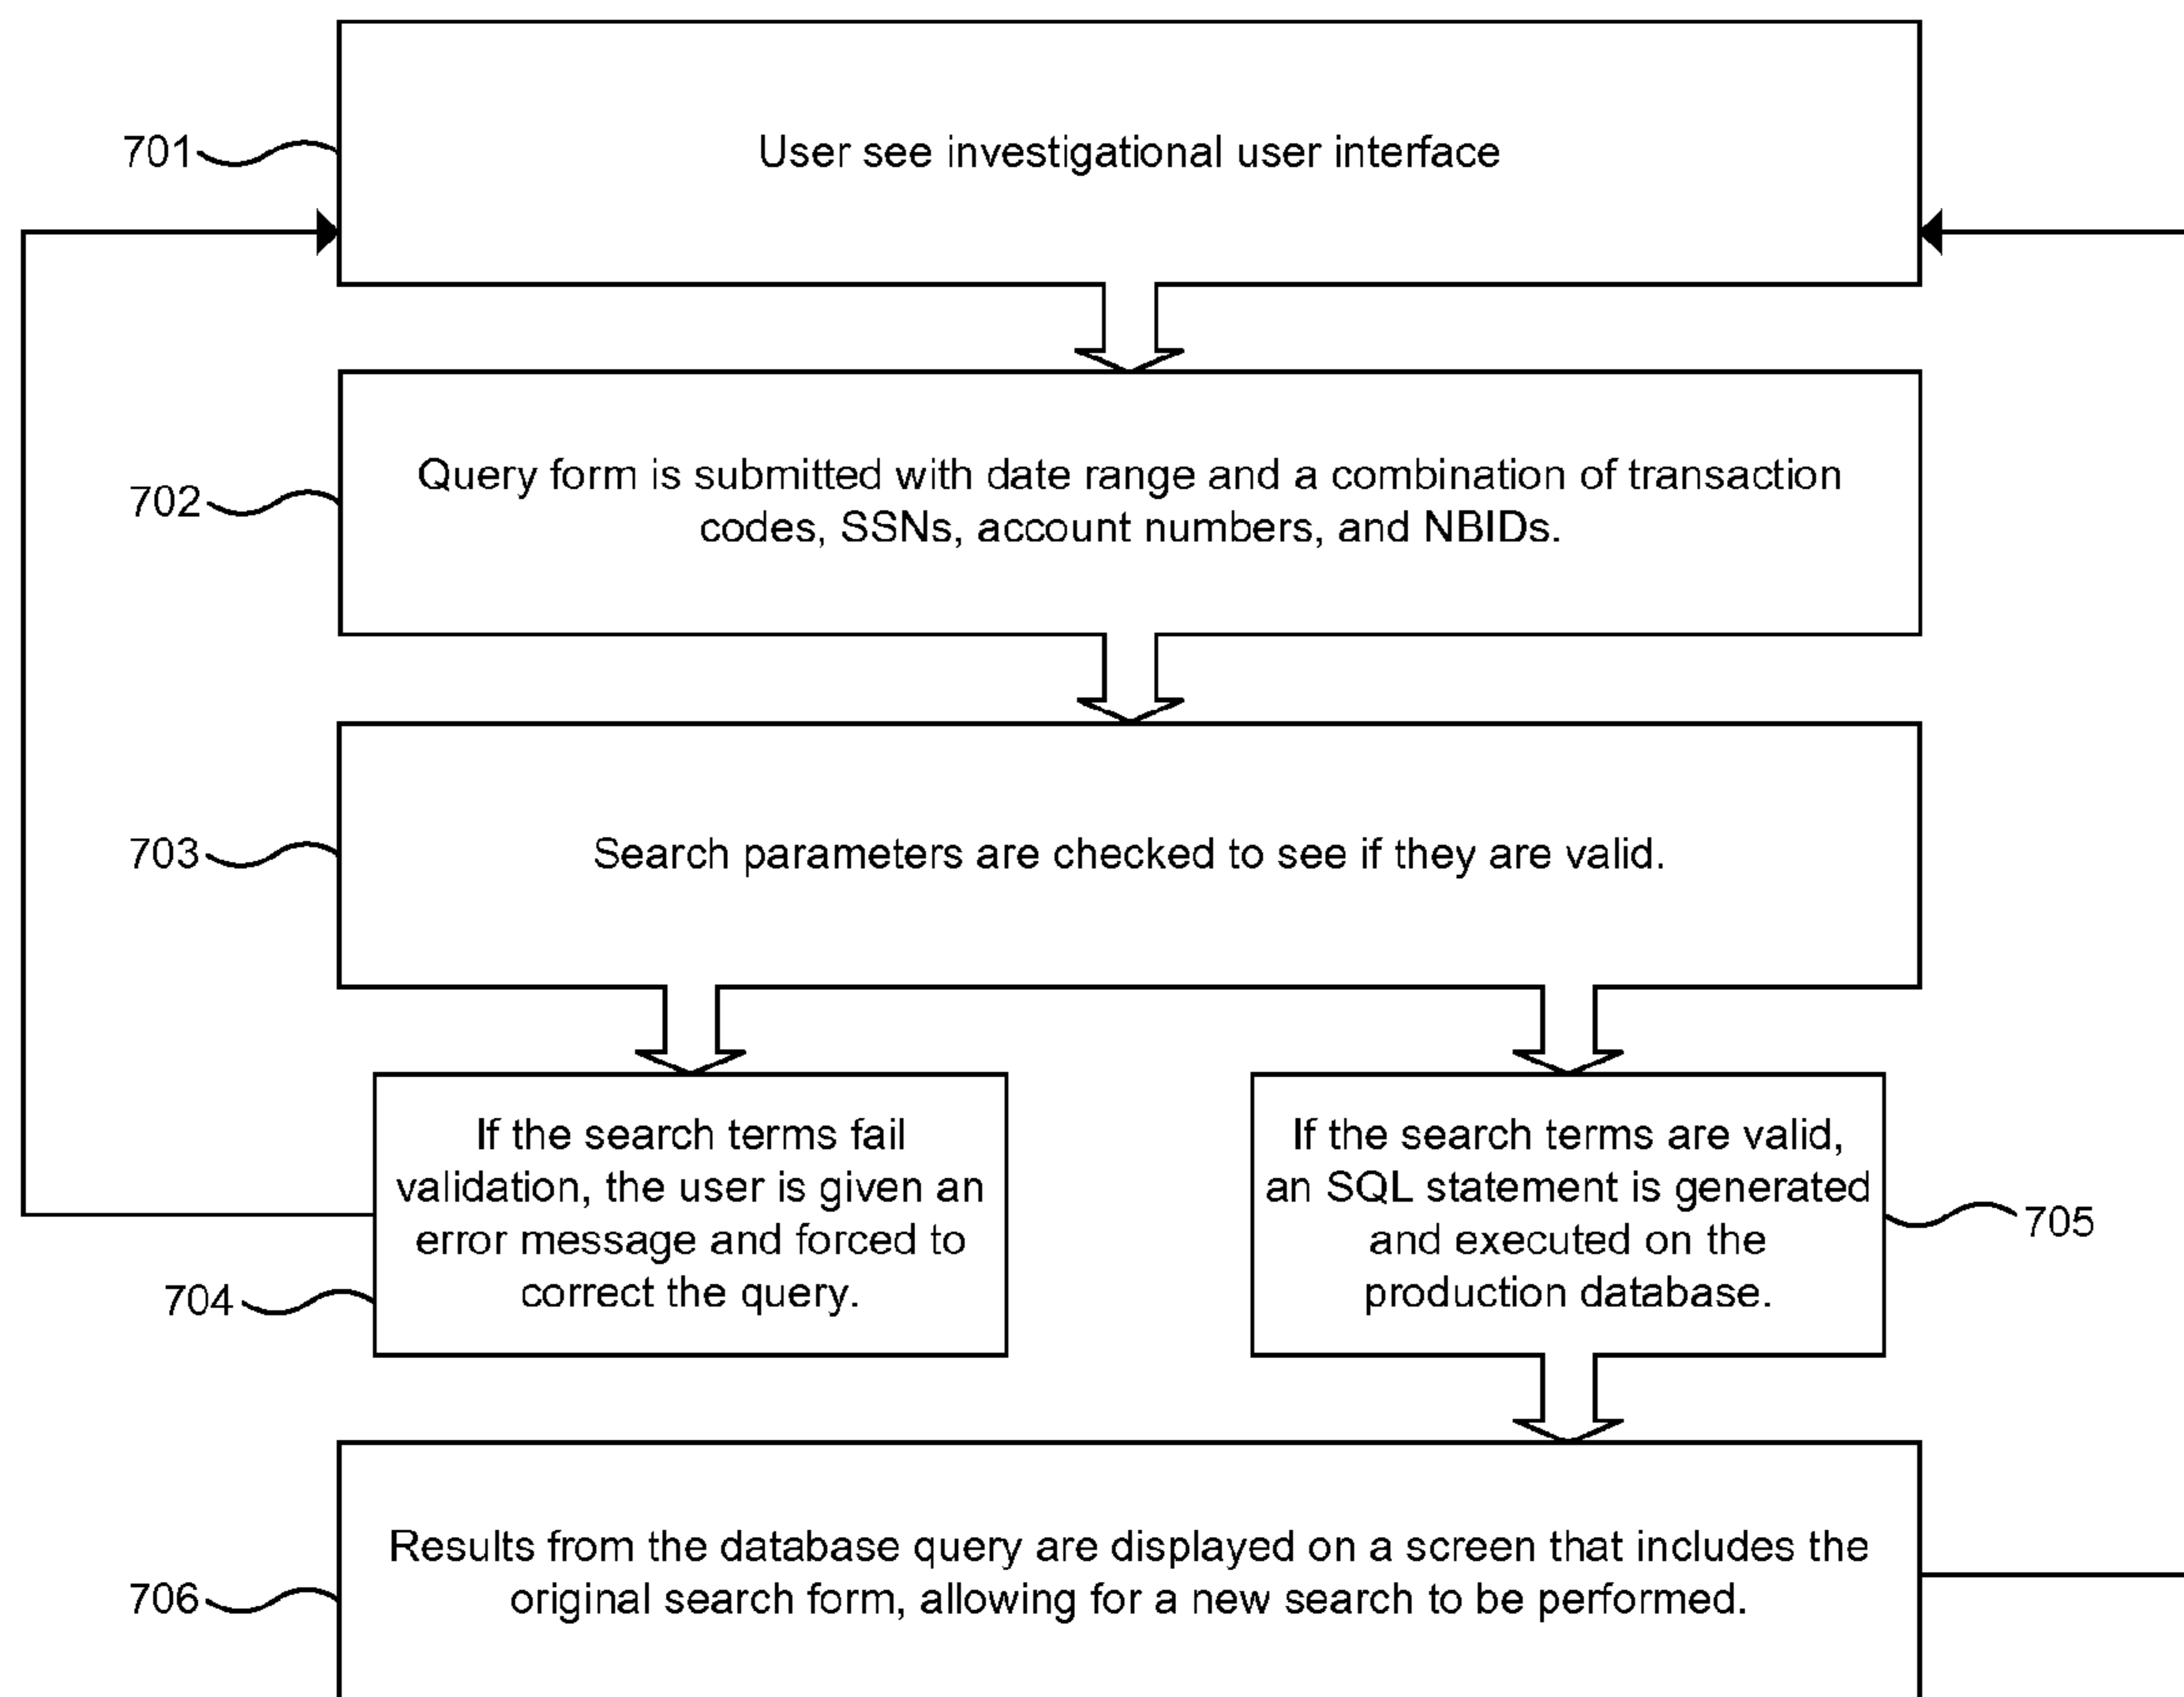 701
User see investigational user interface
702
Query form is submitted with date range and a combination of transaction
codes, SSNs, account numbers, and NBIDs.
703
Search parameters are checked to see if they are valid.
If the search terms fail
validation, the user is given an
error message and forced to
correct the query.
704
If the search terms are valid,
an SQL statement is generated
and executed on the
production database.
705
Results from the database query are displayed on a screen that includes the
original search form, allowing for a new search to be performed.
706